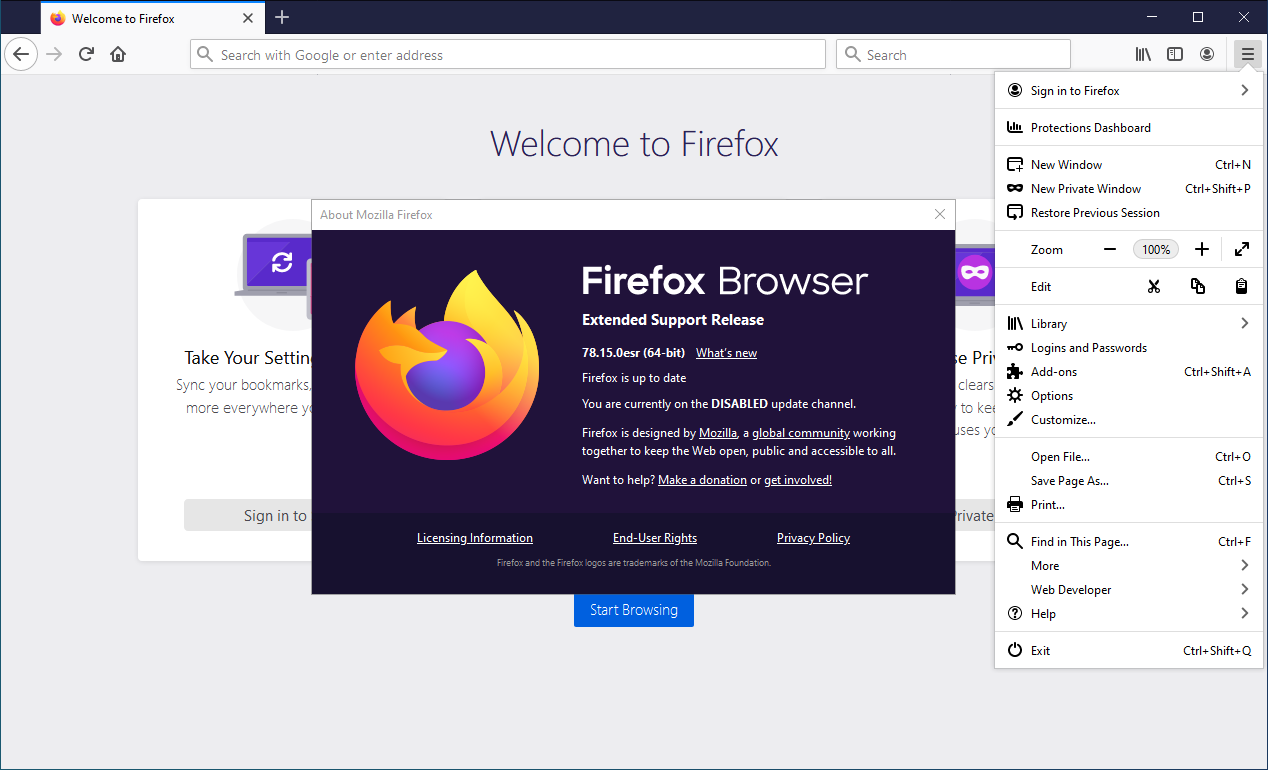 Welcome to Firefox
Search with Google or enter address
Search
Welcome to Firefox
Take Your Setting
Sync your bookmarks,
more everywhere yo
Sign in to
About Mozilla Firefox
Firefox Browser
Extended Support Release
78.15.0esr (64-bit) What's new
Firefox is up to date
You are currently on the DISABLED update channel.
Firefox is designed by Mozilla, a global community working
together to keep the Web open, public and accessible to all.
Want to help? Make a donation or get involved!
Licensing Information End-User Rights Privacy Policy
Firefox and the Firefox logos are trademarks of the Mozilla Foundation.
Start Browsing
se Priv
clears
y to kee
uses yo
Private
Sign in to Firefox
Protections Dashboard
New Window Ctrl+N
New Private Window Ctrl+Shift+P
Restore Previous Session
Zoom 100%
Edit
Library
Logins and Passwords
Add-ons Ctrl+Shift+A
Options
Customize...
Open File... Ctrl+O
Save Page As... Ctrl+S
Print...
Find in This Page... Ctrl+F
More
Web Developer
Help
Exit Ctrl+Shift+Q